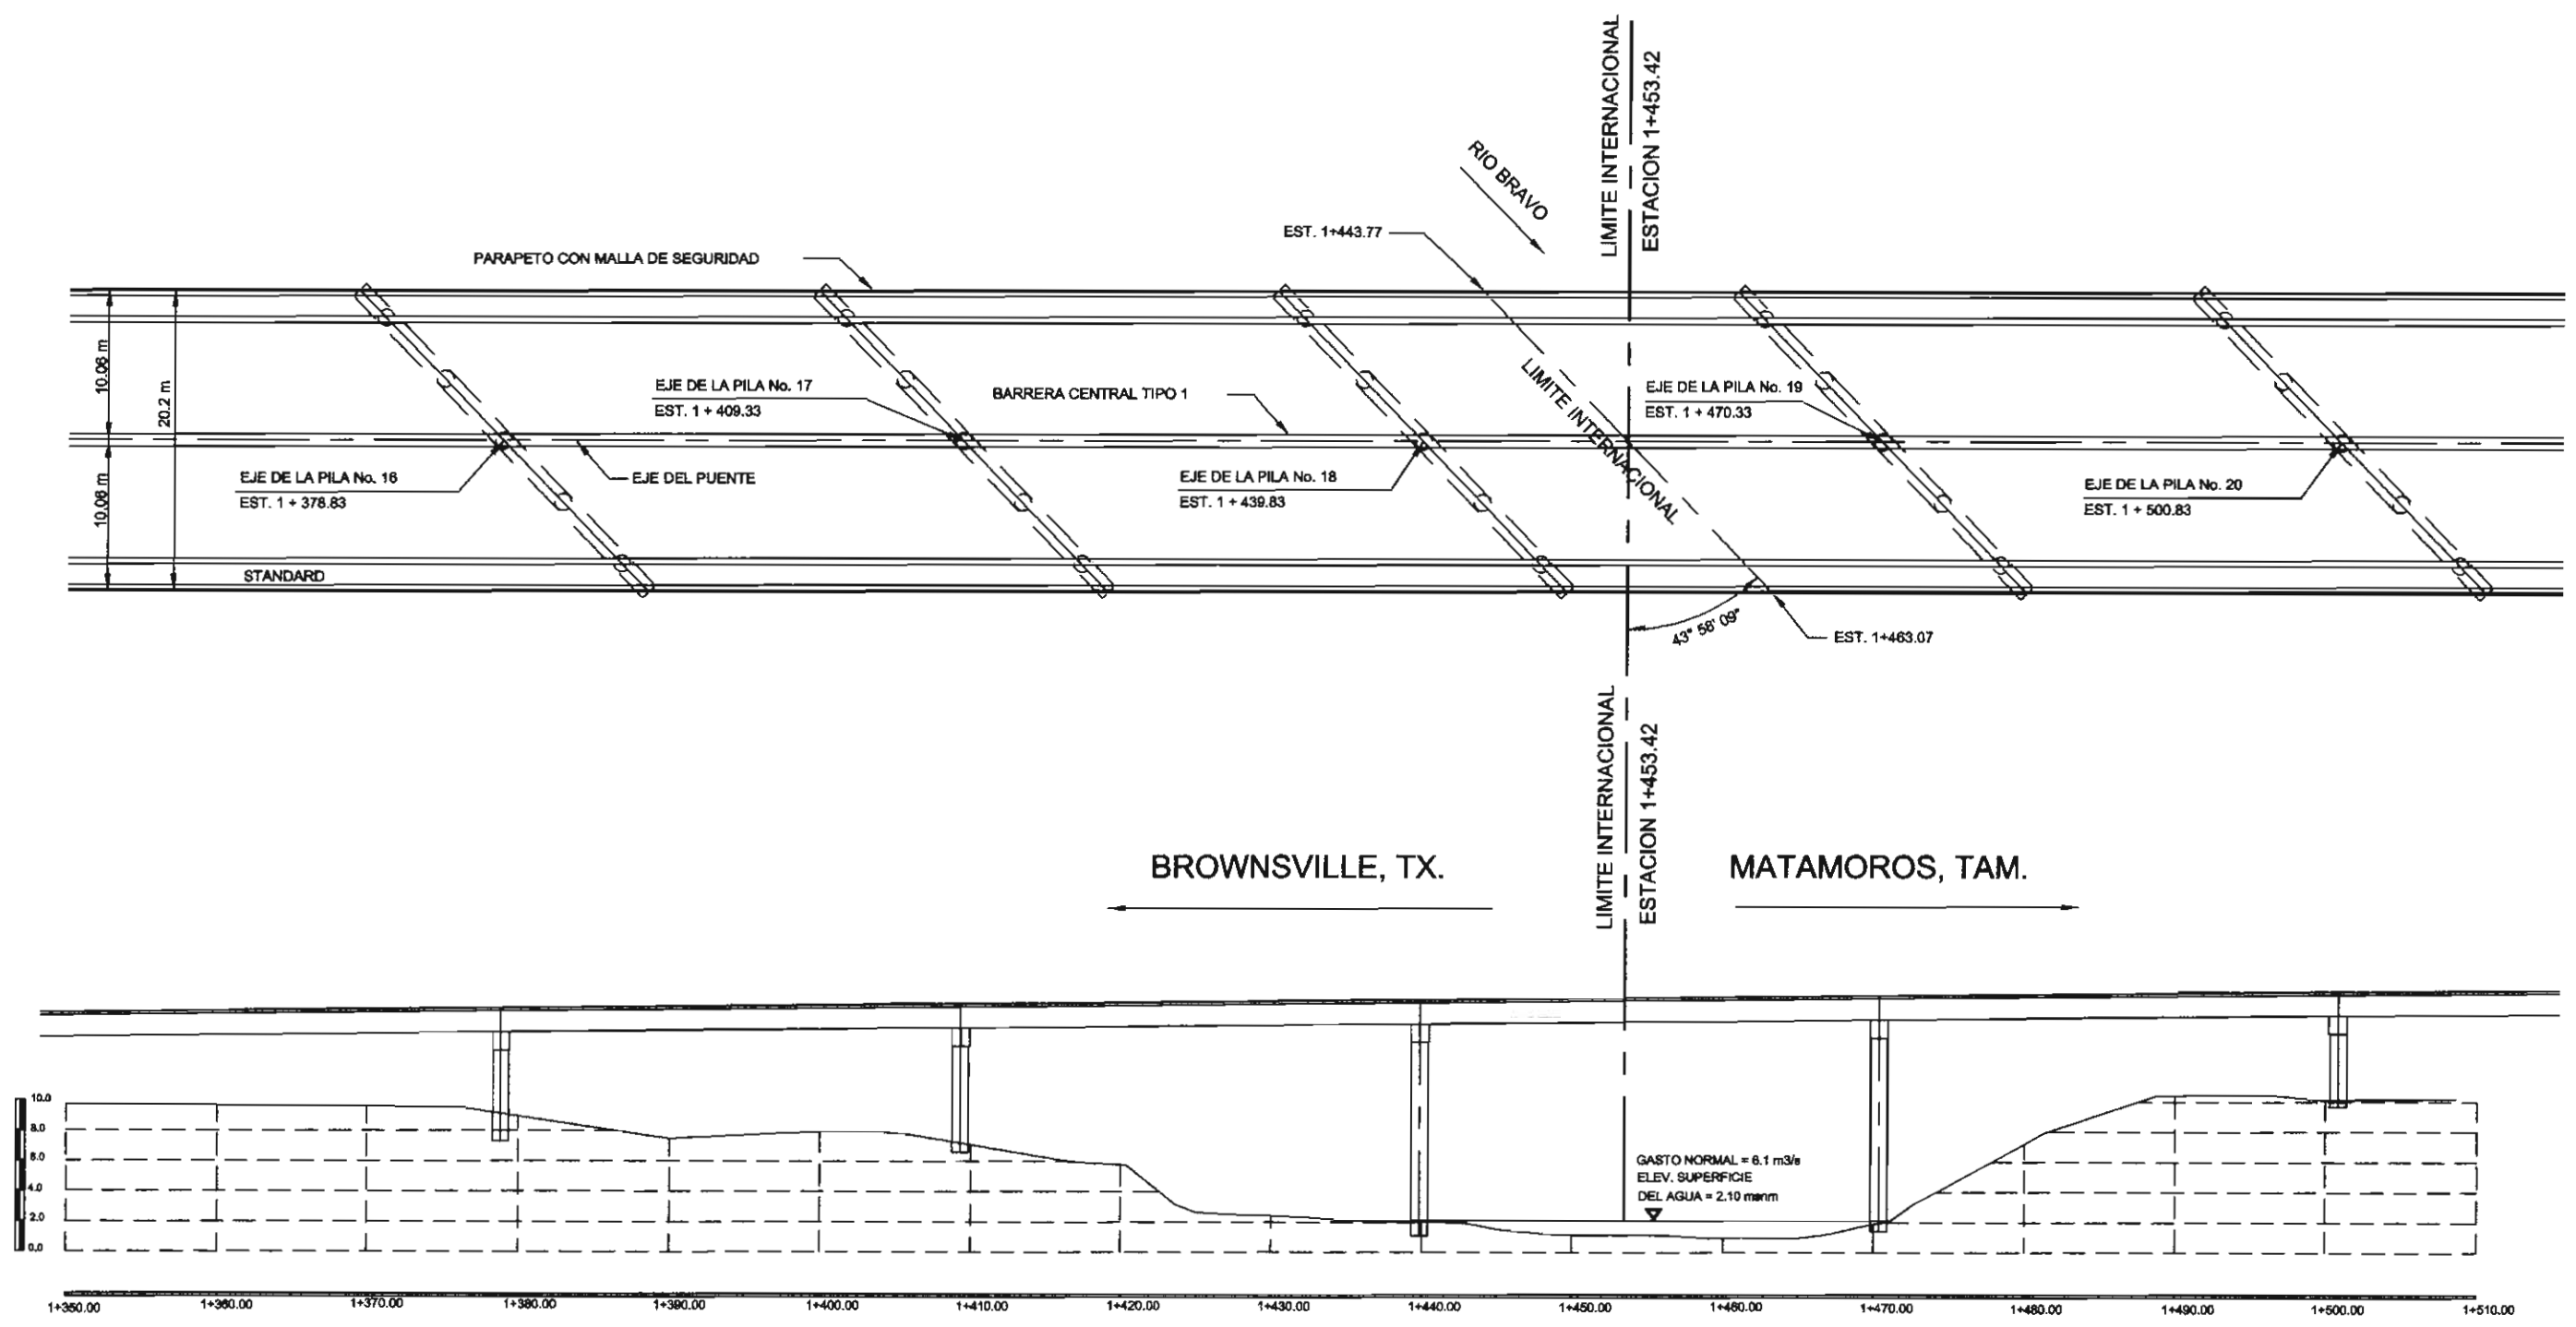 LIMITE INTERNACIONAL
ESTACION 1+453.42
RIO BRAVO
EST. 1+443.77
PARAPETO CON MALLA DE SEGURIDAD
10.06 m
20.2 m
10.06 m
EJE DE LA PILA No. 17
EST. 1 + 409.33
BARRERA CENTRAL TIPO 1
LIMITE INTERNACIONAL
EJE DE LA PILA No. 19
EST. 1 + 470.33
EJE DE LA PILA No. 16
EST. 1 + 378.83
EJE DEL PUENTE
EJE DE LA PILA No. 18
EST. 1 + 439.83
EJE DE LA PILA No. 20
EST. 1 + 500.83
STANDARD
43° 58' 09"
EST. 1+463.07
LIMITE INTERNACIONAL
ESTACION 1+453.42
BROWNSVILLE, TX.
MATAMOROS, TAM.
10.0
8.0
6.0
4.0
2.0
0.0
GASTO NORMAL = 6.1 m3/s
ELEV. SUPERFICIE
DEL AGUA = 2.10 msnm
1+350.00
1+360.00
1+370.00
1+380.00
1+390.00
1+400.00
1+410.00
1+420.00
1+430.00
1+440.00
1+450.00
1+460.00
1+470.00
1+480.00
1+490.00
1+500.00
1+510.00